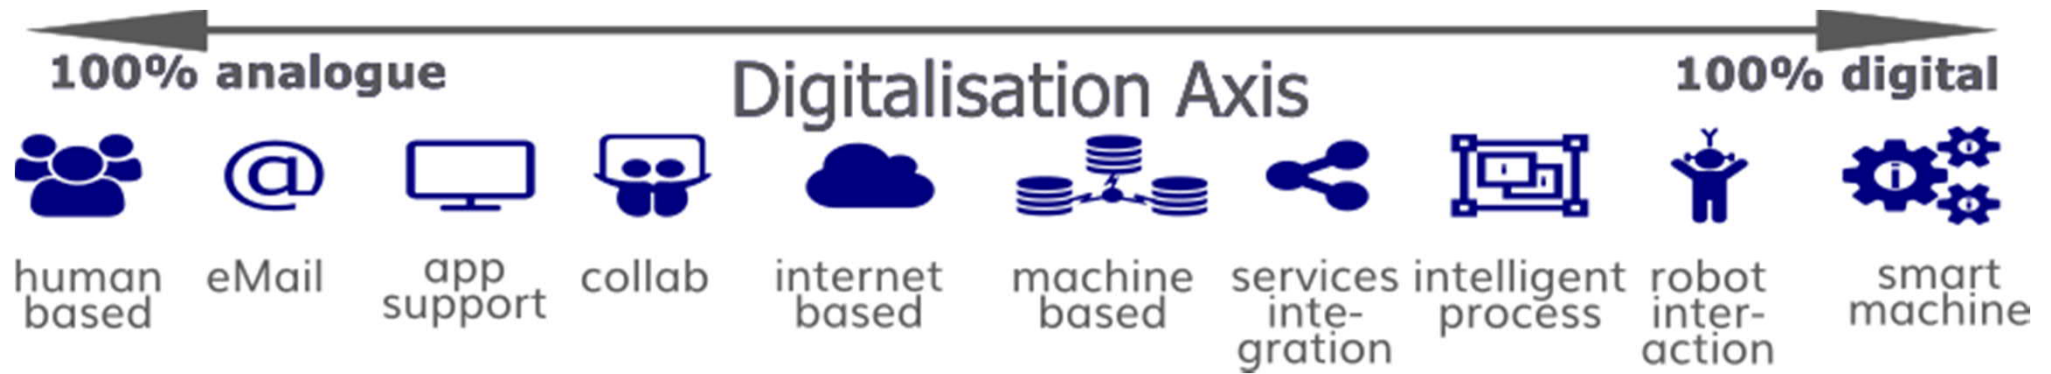 100% analogue
Digitalisation Axis
100% digital
@
human
based
eMail
app
support
collab
internet
based
machine
based
services
inte-
gration
intelligent
process
robot
inter-
action
smart
machine